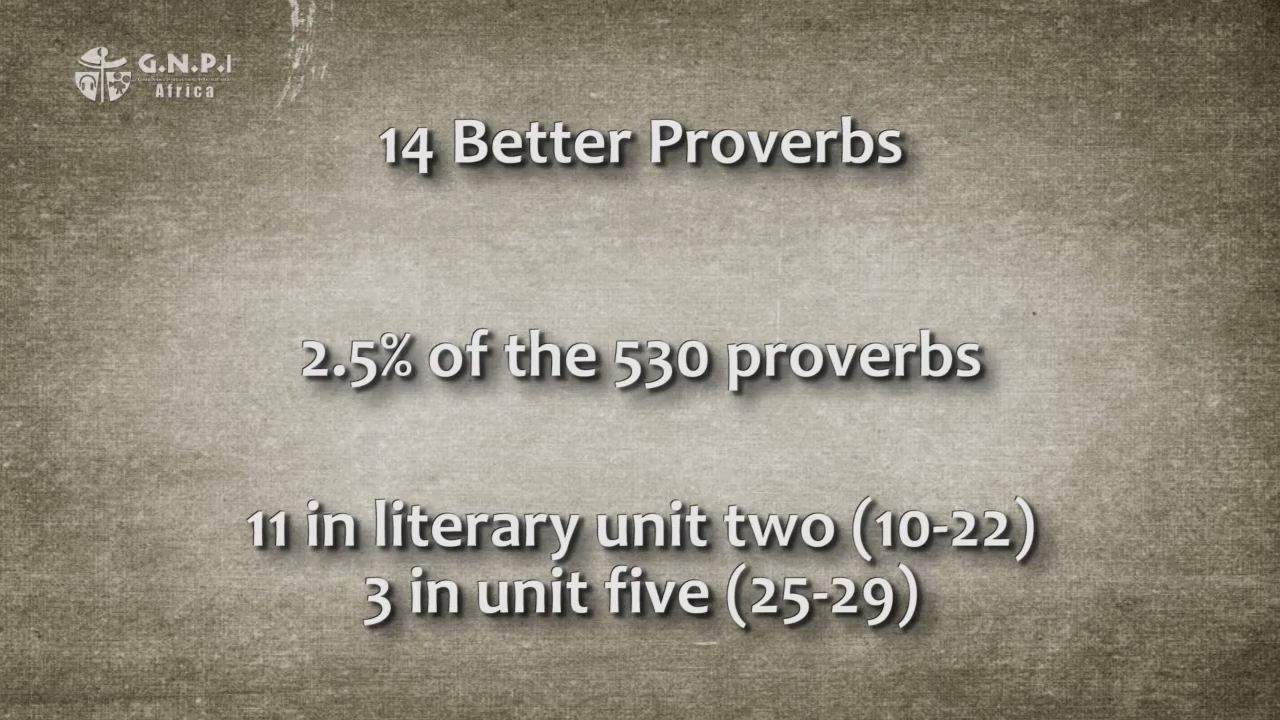 G.N.P.I
Africa
14 Better Proverbs
2.5% of the 530 proverbs
11 in literary unit two (10-22)
3 in unit five (25-29)